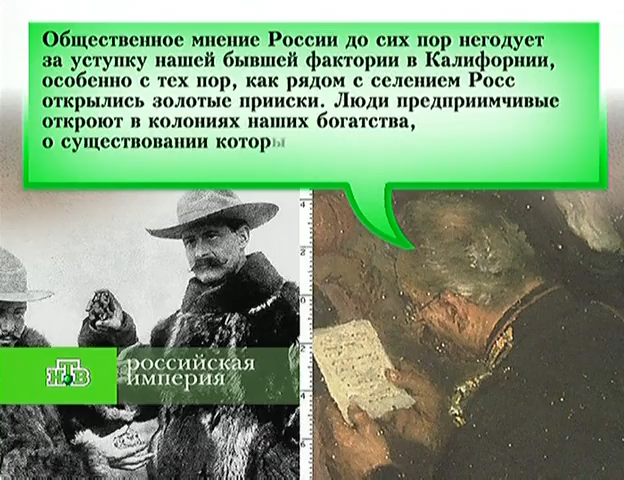 Общественное мнение России до сих пор негодует
за уступку нашей бывшей фактории в Калифорнии,
особенно с тех пор, как рядом с селением Росс
открылись золотые прииски. Люди предприимчивые
откроют в колониях наших богатства,
о существовании которы
НТВ
российская
империя